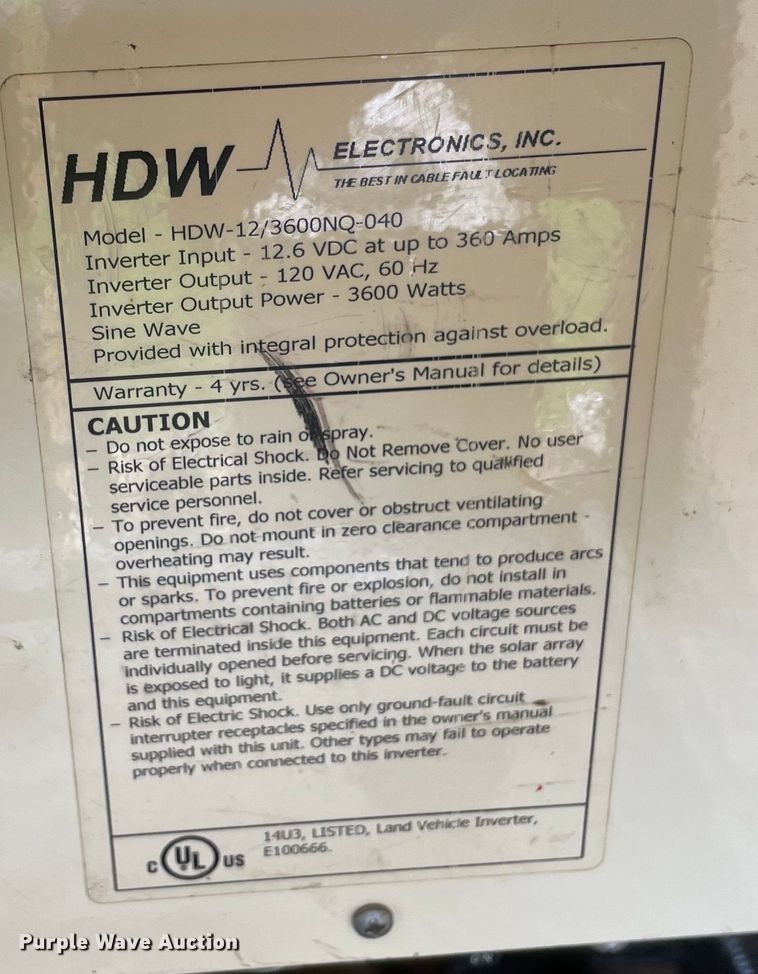 HDW ELECTRONICS, INC.
THE BEST IN CABLE FAULT LOCATING
Model - HDW-12/3600NQ-040
Inverter Input - 12.6 VDC at up to 360 Amps
Inverter Output - 120 VAC, 60 Hz
Inverter Output Power - 3600 Watts
Sine Wave
Provided with integral protection against overload.
Warranty - 4 yrs. (see Owner's Manual for details)
CAUTION
– Do not expose to rain or spray.
– Risk of Electrical Shock. Do Not Remove Cover. No user
serviceable parts inside. Refer servicing to qualified
service personnel.
– To prevent fire, do not cover or obstruct ventilating
openings. Do not mount in zero clearance compartment -
overheating may result.
– This equipment uses components that tend to produce arcs
or sparks. To prevent fire or explosion, do not install in
compartments containing batteries or flammable materials.
– Risk of Electrical Shock. Both AC and DC voltage sources
are terminated inside this equipment. Each circuit must be
individually opened before servicing. When the solar array
is exposed to light, it supplies a DC voltage to the battery
and this equipment.
– Risk of Electric Shock. Use only ground-fault circuit
interrupter receptacles specified in the owner's manual
supplied with this unit. Other types may fail to operate
properly when connected to this inverter.
C UL US
14U3, LISTED, Land Vehicle Inverter,
E100666.
Purple Wave Auction